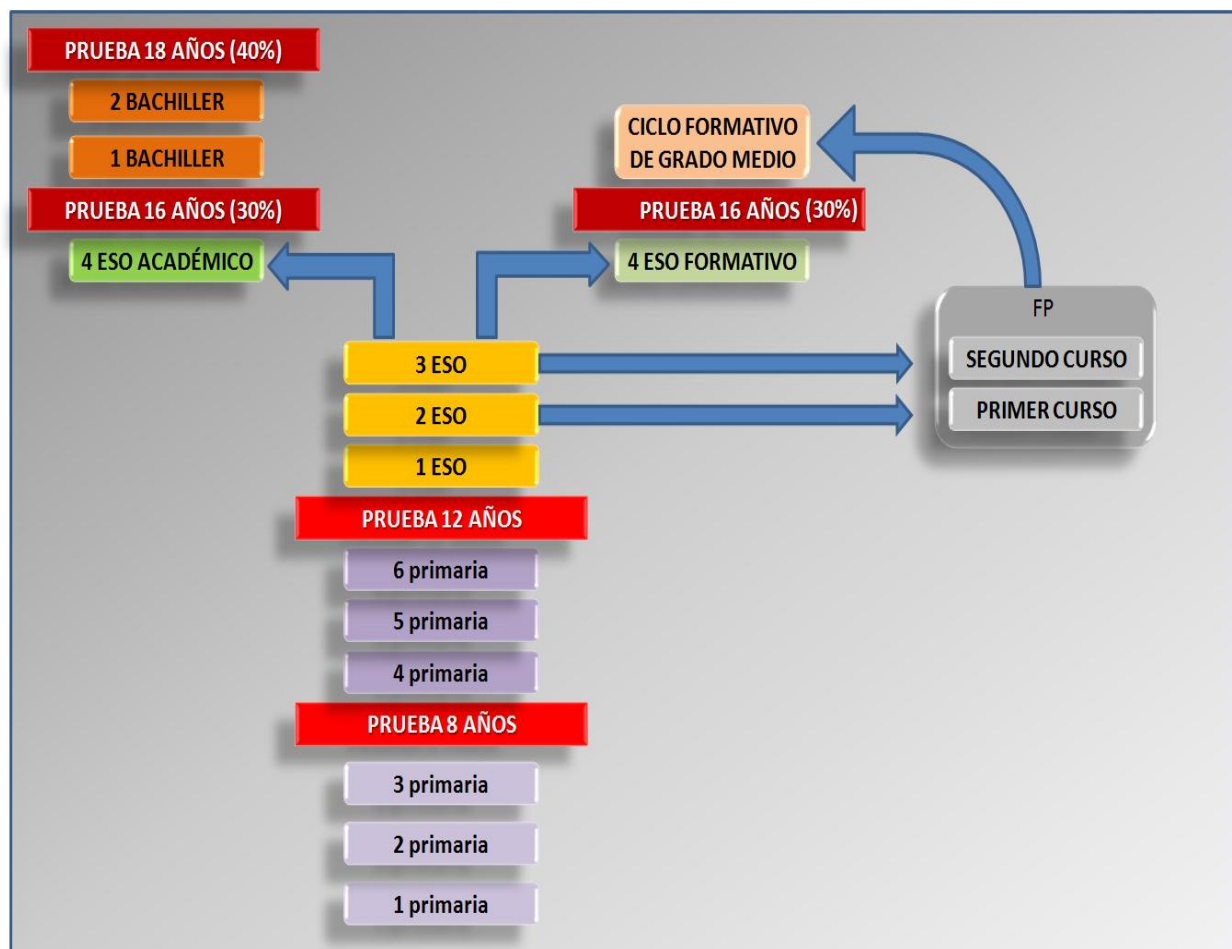 PRUEBA 18 AÑOS (40%)
2 BACHILLER
1 BACHILLER
PRUEBA 16 AÑOS (30%)
4 ESO ACADÉMICO
CICLO FORMATIVO
DE GRADO MEDIO
PRUEBA 16 AÑOS (30%)
4 ESO FORMATIVO
FP
SEGUNDO CURSO
PRIMER CURSO
3 ESO
2 ESO
1 ESO
PRUEBA 12 AÑOS
6 primaria
5 primaria
4 primaria
PRUEBA 8 AÑOS
3 primaria
2 primaria
1 primaria